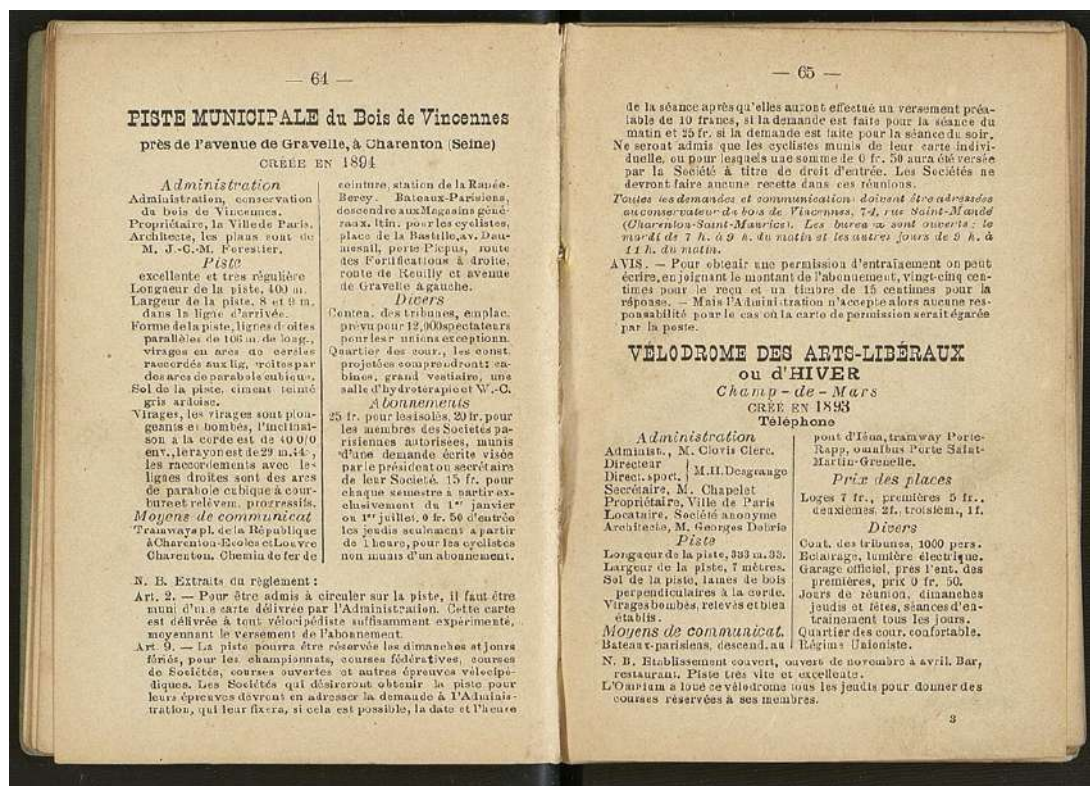 — 64 —
PISTE MUNICIPALE du Bois de Vincennes
près de l'avenue de Gravelle, à Charenton (Seine)
CRÉÉE EN 1894
Administration
Administration, conservation
du bois de Vincennes.
Propriétaire, la Ville de Paris.
Architecte, les plans sont de
M. J.-C.-M. Forestier.
Piste
excellente et très régulière
Longueur de la piste, 400 m.
Largeur de la piste, 8 et 9 m.
dans la ligne d'arrivée.
Forme de la piste, lignes droites
parallèles de 106 m. de long.,
virages en arcs de cercles
raccordés aux lig. droites par
des arcs de parabole cubique.
Sol de la piste, ciment teinté
gris ardoise.
Virages, les virages sont plon-
geants et bombés, l'inclinai-
son à la corde est de 40 0/0
env., le rayon est de 29 m.
les raccordements avec les
lignes droites sont des arcs
de parabole cubique à cour-
bure et relèvem. progressifs.
Moyens de communicat
Tramways pl. de la République
à Charenton-Ecoles et Louvre
Charenton. Chemin de fer de
ceinture, station de la Rapée-
Bercy. Bateaux-Parisiens,
descendre aux Magasins géné-
raux. Itin. pour les cyclistes,
place de la Bastille, av. Dau-
mesnil, porte Picpus, route
des Fortifications à droite,
route de Reuilly et avenue
de Gravelle à gauche.
Divers
Conten. des tribunes, emplac.
prévu pour 12,000 spectateurs
pour les réunions exceptionn.
Quartier des cour., les const.
projetées comprendront: ca-
bines, grand vestiaire, une
salle d'hydrotérapie et W.-C.
Abonnements
25 fr. pour les isolés, 20 fr. pour
les membres des Sociétés pa-
risiennes autorisées, munis
d'une demande écrite visée
par le président ou secrétaire
de leur Société. 15 fr. pour
chaque semestre à partir ex-
clusivement du 1er janvier
ou 1er juillet. 0 fr. 50 d'entrée
les jeudis seulement à partir
de 1 heure, pour les cyclistes
non munis d'un abonnement.
N. B. Extraits du règlement :
Art. 2. — Pour être admis à circuler sur la piste, il faut être
muni d'une carte délivrée par l'Administration. Cette carte
est délivrée à tout vélocipédiste suffisamment expérimenté,
moyennant le versement de l'abonnement.
Art. 9. — La piste pourra être réservée les dimanches et jours
fériés, pour les championnats, courses fédératives, courses
de Sociétés, courses ouvertes et autres épreuves vélocipé-
diques. Les Sociétés qui désireront obtenir la piste pour
leurs épreuves devront en adresser la demande à l'Adminis-
tration, qui leur fixera, si cela est possible, la date et l'heure
— 65 —
de la séance après qu'elles auront effectué un versement préa-
lable de 10 francs, si la demande est faite pour la séance du
matin et 25 fr. si la demande est faite pour la séance du soir.
Ne seront admis que les cyclistes munis de leur carte indivi-
duelle, ou pour lesquels une somme de 0 fr. 50 aura été versée
par la Société à titre de droit d'entrée. Les Sociétés ne
devront faire aucune recette dans ces réunions.
Toutes les demandes et communication doivent être adressées
au conservateur du bois de Vincennes, 74, rue Saint-Mandé
(Charenton-Saint-Maurice). Les bureaux sont ouverts : le
mardi de 7 h. à 9 h. du matin et les autres jours de 9 h. à
11 h. du matin.
AVIS. — Pour obtenir une permission d'entraînement on peut
écrire, en joignant le montant de l'abonnement, vingt-cinq cen-
times pour le reçu et un timbre de 15 centimes pour la
réponse. — Mais l'Administration n'accepte alors aucune res-
ponsabilité pour le cas où la carte de permission serait égarée
par la poste.
VÉLODROME DES ARTS-LIBÉRAUX
ou d'HIVER
Champ-de-Mars
CRÉÉ EN 1893
Téléphone
Administration
Administ., M. Clovis Clerc.
Directeur
Direct. sport. } M. H. Desgrange
Secrétaire, M. Chapelet
Propriétaire, Ville de Paris
Locataire, Société anonyme
Architecte, M. Georges Debrie
Piste
Longueur de la piste, 333 m. 33.
Largeur de la piste, 7 mètres.
Sol de la piste, lames de bois
perpendiculaires à la corde.
Virages bombés, relevés et bien
établis.
Moyens de communicat.
Bateaux-parisiens, descend. au
pont d'Iéna, tramway Porte-
Rapp, omnibus Porte Saint-
Martin-Grenelle.
Prix des places
Loges 7 fr., premières 5 fr.,
deuxièmes, 2f., troisièm., 1f.
Divers
Cont. des tribunes, 1000 pers.
Eclairage, lumière électrique.
Garage officiel, près l'ent. des
premières, prix 0 fr. 50.
Jours de réunion, dimanches
jeudis et fêtes, séances d'en-
trainement tous les jours.
Quartier des cour. confortable.
Régime Unioniste.
N. B. Etablissement couvert, ouvert de novembre à avril. Bar,
restaurant. Piste très vite et excellente.
L'Omnium a loué ce vélodrome tous les jeudis pour donner des
courses réservées à ses membres.
3